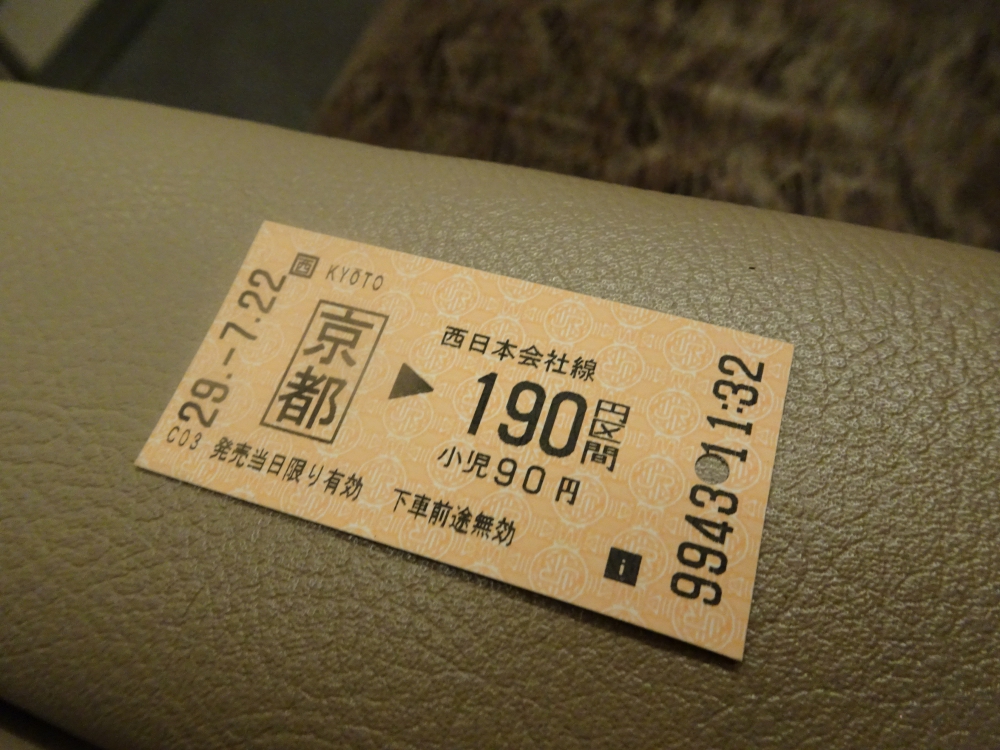 西 KYŌTO
29.-7.22
京都
西日本会社線
190円区間
小児90円
C03 発売当日限り有効 下車前途無効
i
9943 11:32